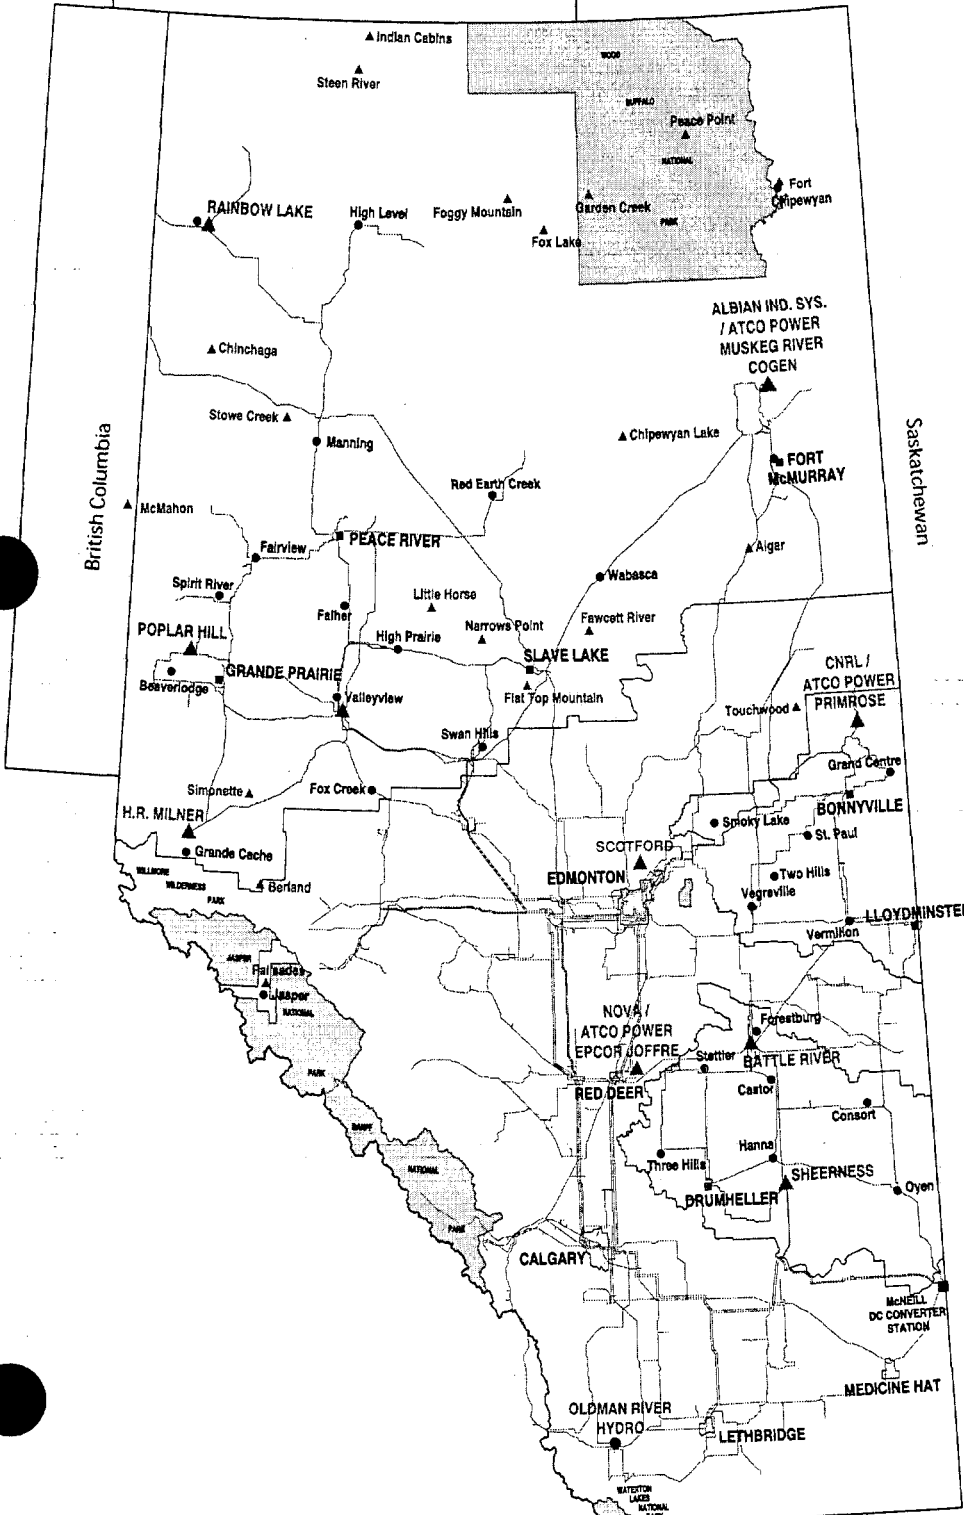 Indian Cabins
Steen River
WOOD
BUFFALO
Peace Point
NATIONAL
Fort
Chipewyan
Garden Creek
PARK
Foggy Mountain
Fox Lake
RAINBOW LAKE
High Level
ALBIAN IND. SYS.
/ ATCO POWER
MUSKEG RIVER
COGEN
Chinchaga
Stowe Creek
Manning
Chipewyan Lake
British Columbia
Saskatchewan
FORT
McMURRAY
Red Earth Creek
McMahon
PEACE RIVER
Fairview
Algar
Spirit River
Wabasca
Little Horse
Falher
Fawcett River
Narrows Point
High Prairie
POPLAR HILL
SLAVE LAKE
GRANDE PRAIRIE
Beaverlodge
Valleyview
Flat Top Mountain
CNRL /
ATCO POWER
PRIMROSE
Touchwood
Swan Hills
Grand Centre
Simonette
Fox Creek
BONNYVILLE
H.R. MILNER
Smoky Lake
St. Paul
Grande Cache
SCOTFORD
EDMONTON
Two Hills
Vegreville
WILLMORE
WILDERNESS
PARK
Berland
LLOYDMINSTE
Vermilion
JASPER
Palisades
Jasper
NATIONAL
PARK
NOVA /
ATCO POWER
EPCOR JOFFRE
Forestburg
BATTLE RIVER
Stettler
RED DEER
Castor
Consort
BANFF
NATIONAL
PARK
Hanna
Three Hills
SHEERNESS
DRUMHELLER
Oyen
CALGARY
McNEILL
DC CONVERTER
STATION
MEDICINE HAT
OLDMAN RIVER
HYDRO
LETHBRIDGE
WATERTON
LAKES
NATIONAL